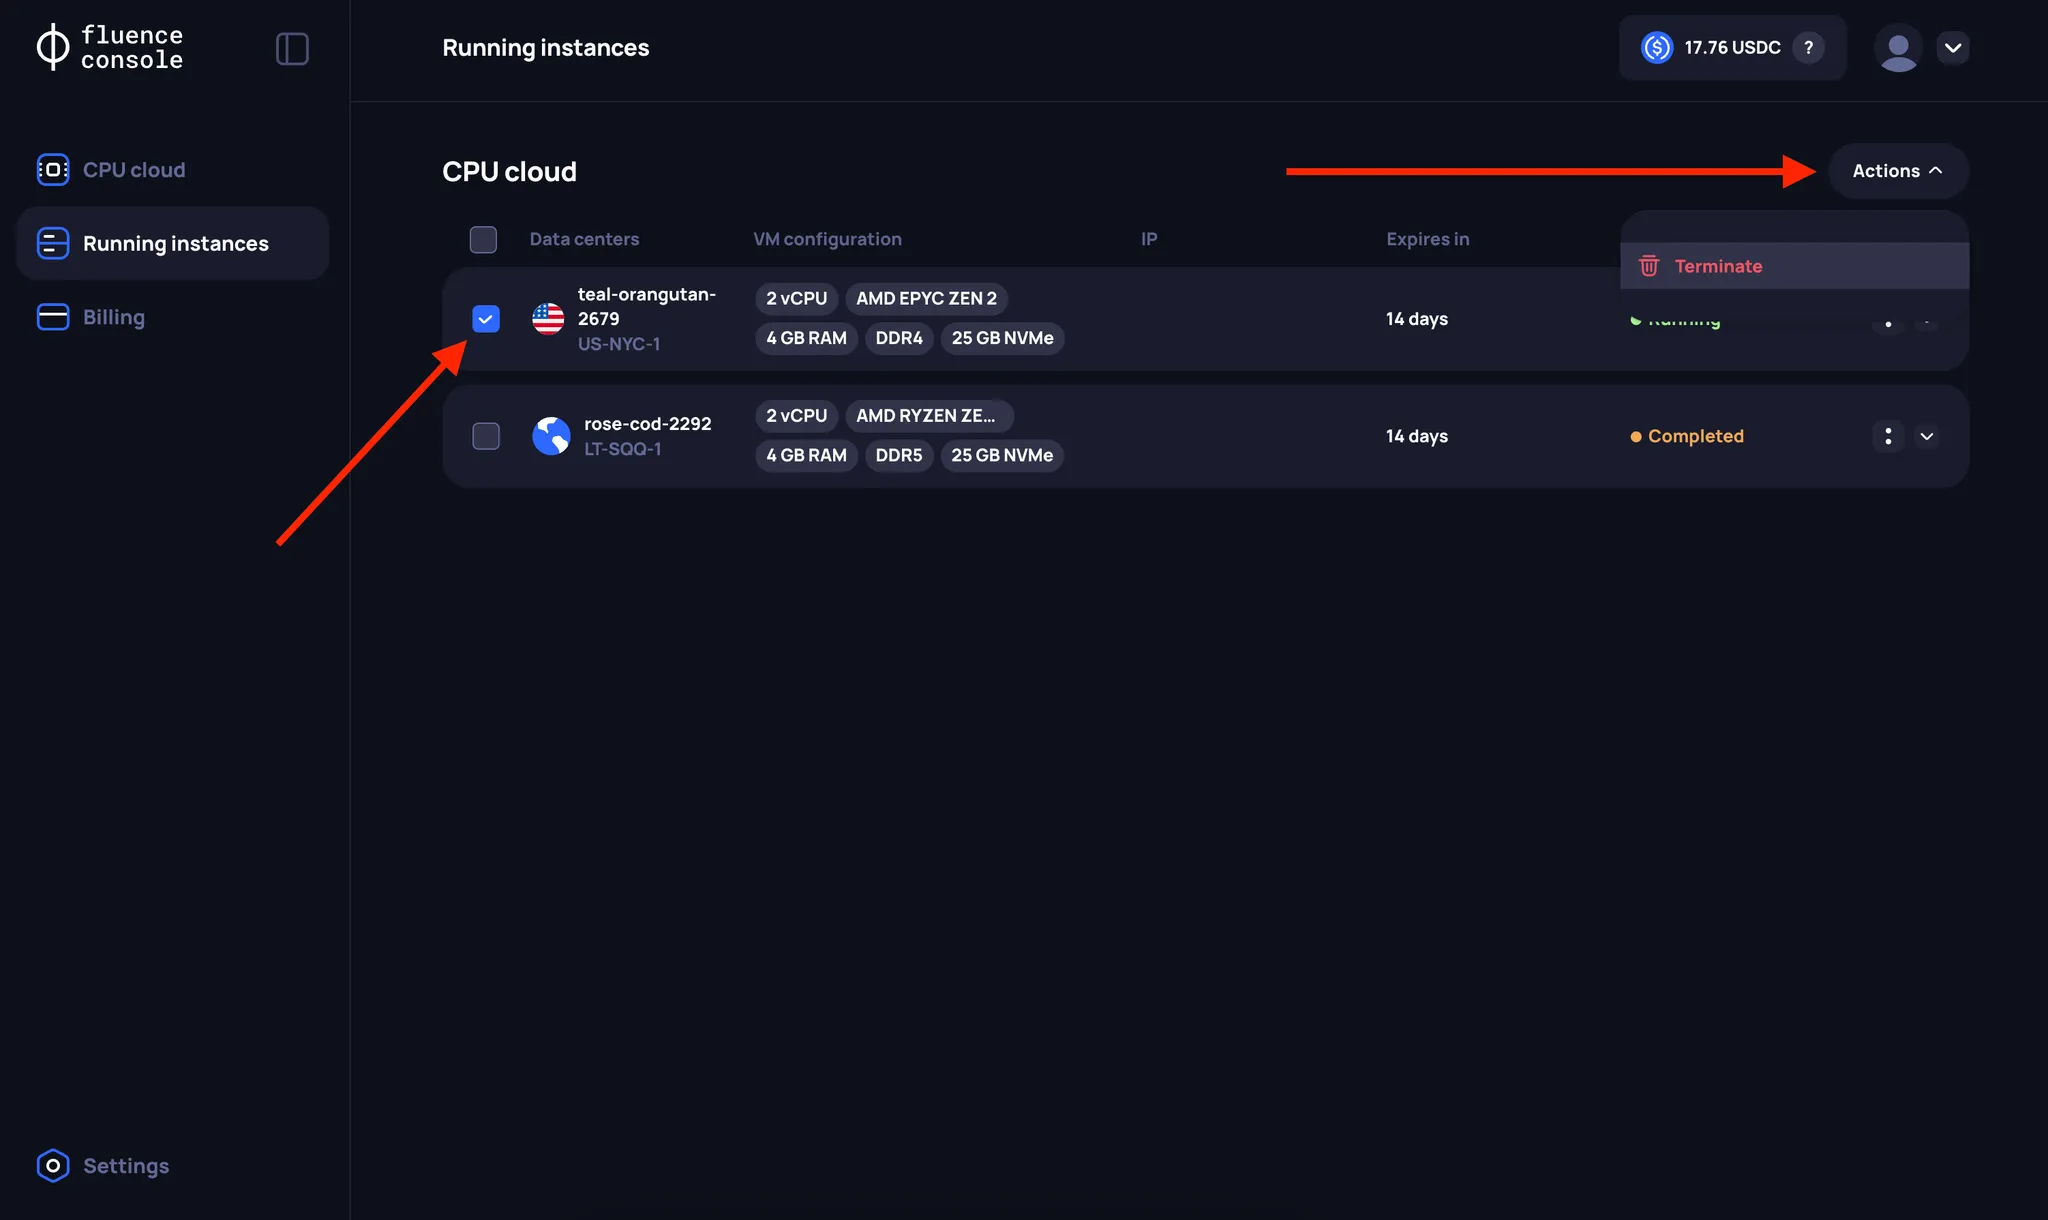 fluence
console
Running instances
17.76 USDC ?
CPU cloud
Running instances
Billing
Settings
CPU cloud
Actions
Data centers VM configuration IP Expires in
Terminate
teal-orangutan-
2679
US-NYC-1
2 vCPU AMD EPYC ZEN 2
4 GB RAM DDR4 25 GB NVMe
14 days
Running
rose-cod-2292
LT-SQQ-1
2 vCPU AMD RYZEN ZE...
4 GB RAM DDR5 25 GB NVMe
14 days
Completed